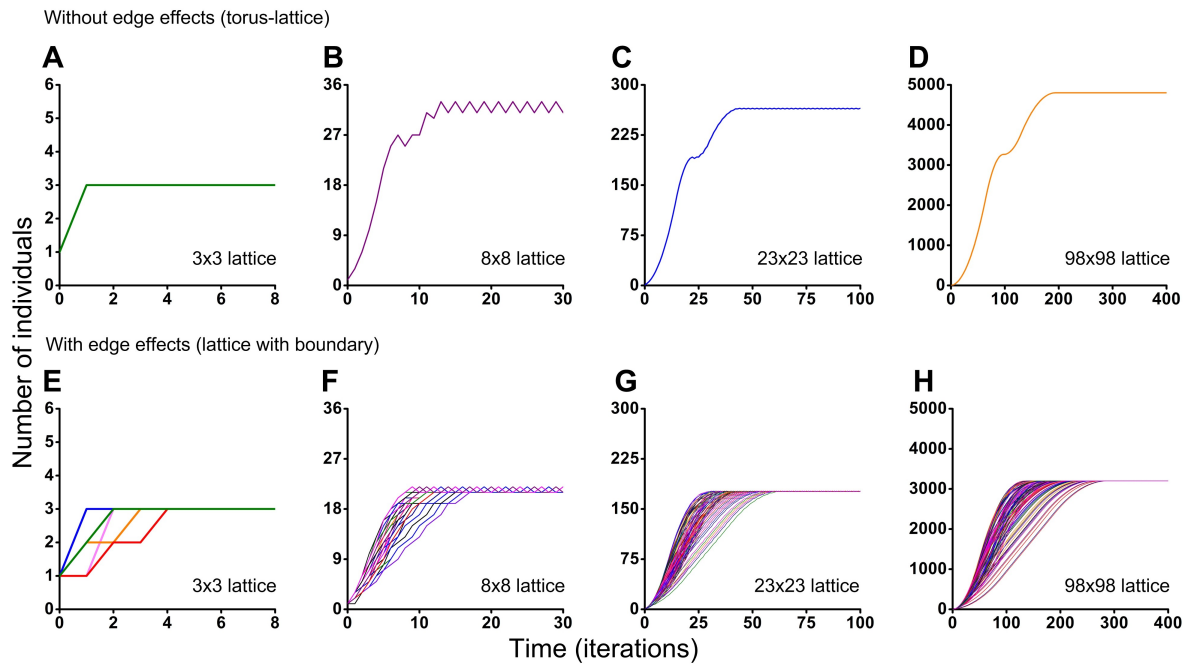 Without edge effects (torus-lattice)
A B C D
6 36 300 5000
5 4000
4 27 225
3 18 150 3000
2 2000
1 9 75 1000
0 3x3 lattice 0 8x8 lattice 0 23x23 lattice 0 98x98 lattice
0 2 4 6 8 0 10 20 30 0 25 50 75 100 0 100 200 300 400
Number of individuals
With edge effects (lattice with boundary)
E F G H
6 36 300 5000
5 4000
4 27 225
3 18 150 3000
2 2000
1 9 75 1000
0 3x3 lattice 0 8x8 lattice 0 23x23 lattice 0 98x98 lattice
0 2 4 6 8 0 10 20 30 0 25 50 75 100 0 100 200 300 400
Time (iterations)